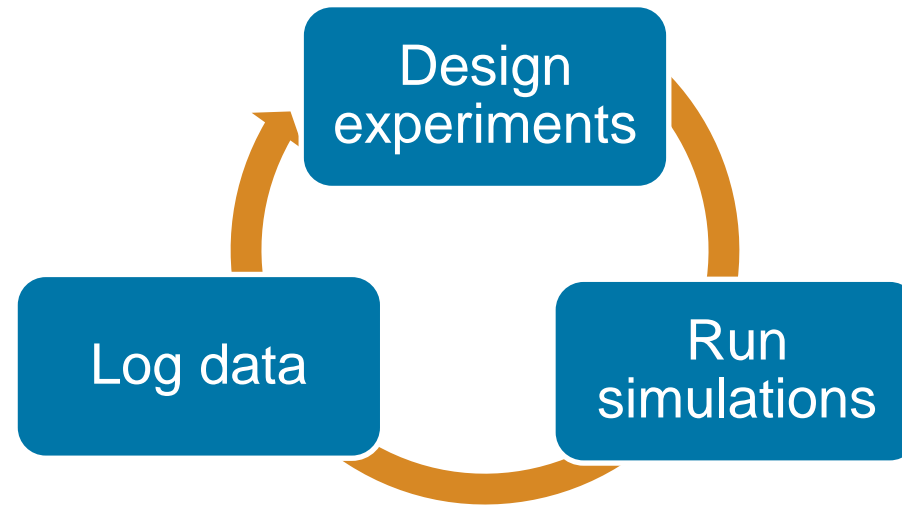 Design
experiments
Run
simulations
Log data